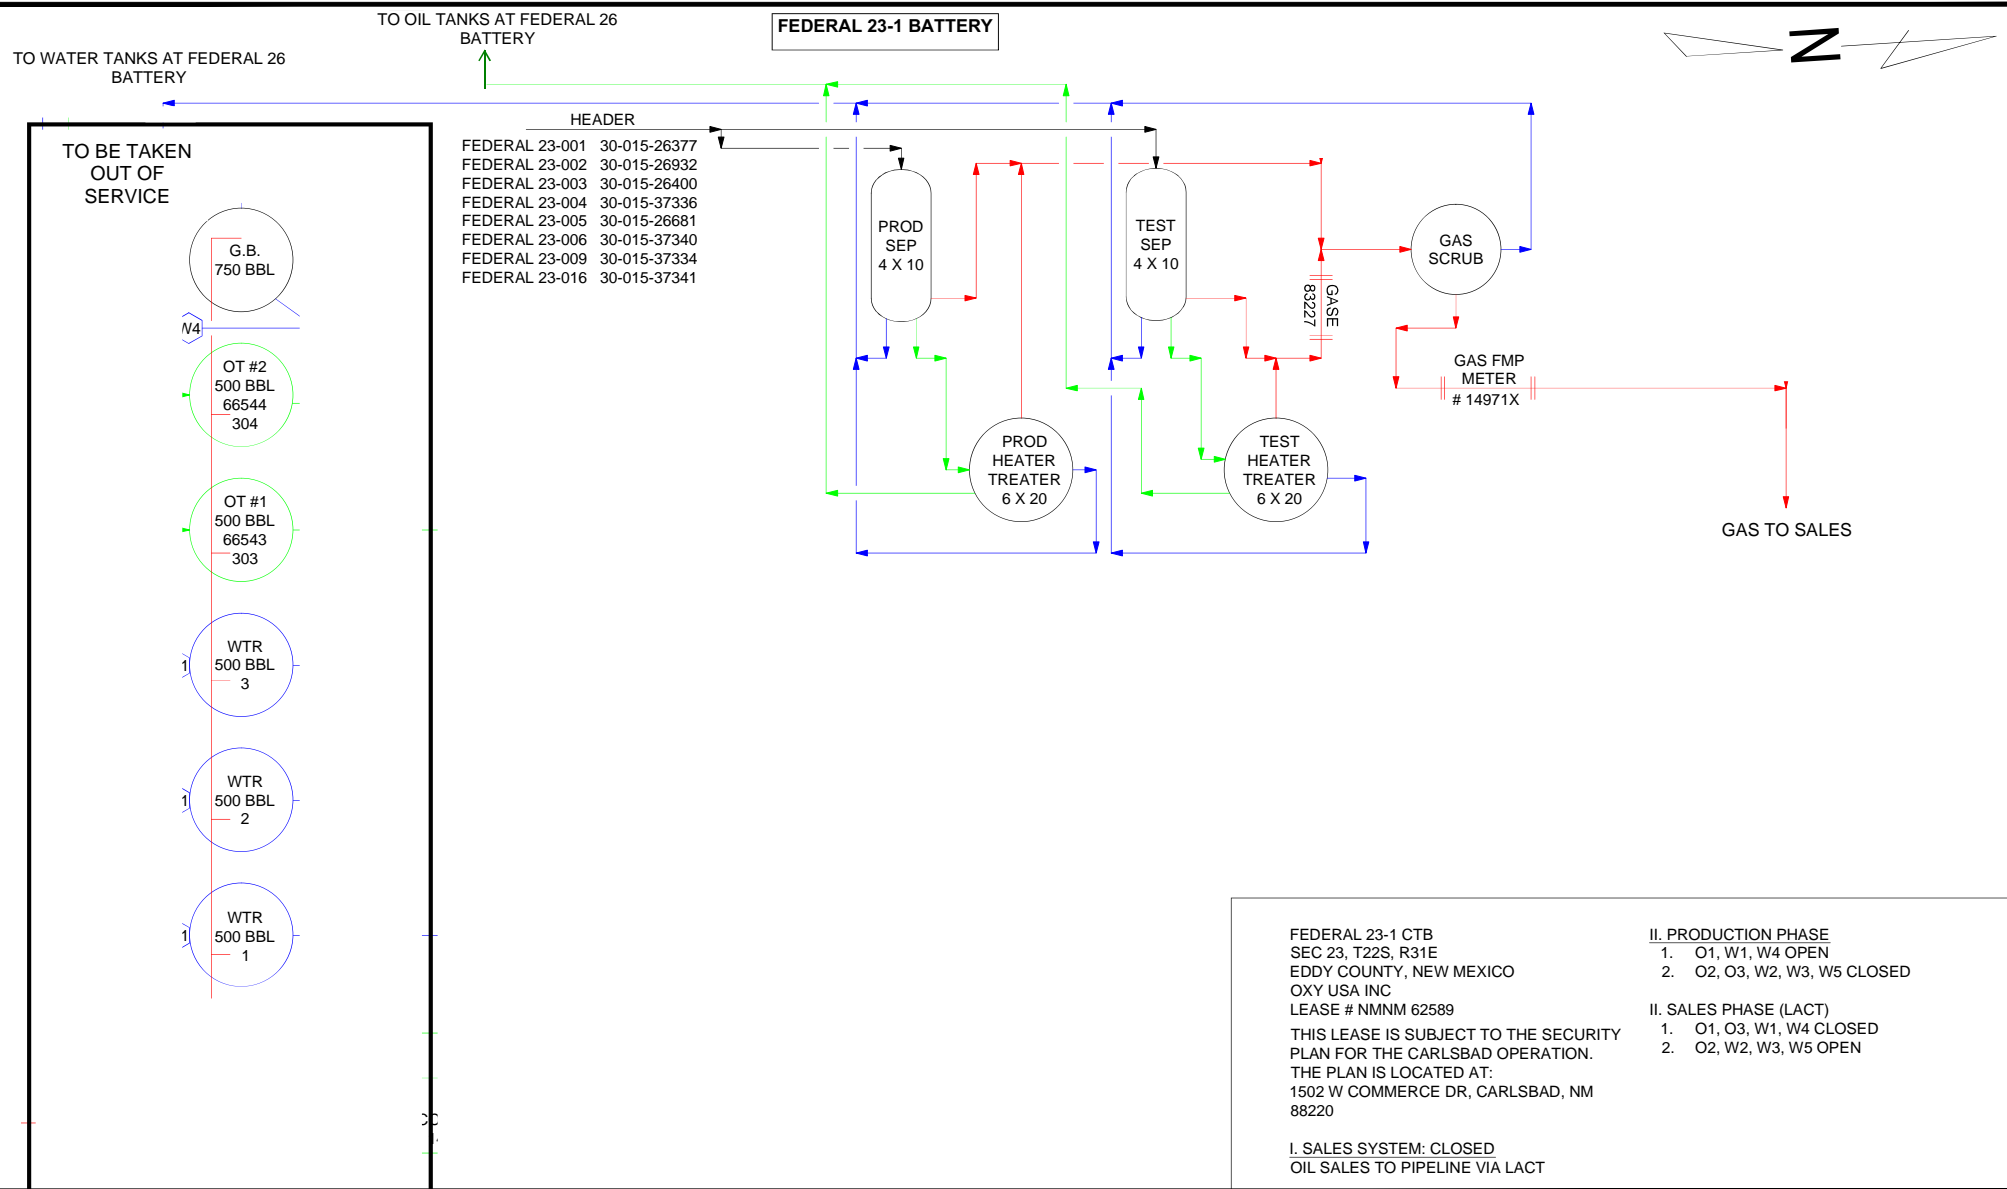 TO OIL TANKS AT FEDERAL 26
BATTERY
FEDERAL 23-1 BATTERY
N
TO WATER TANKS AT FEDERAL 26
BATTERY
TO BE TAKEN
OUT OF
SERVICE
G.B.
750 BBL
W4
OT #2
500 BBL
66544
304
OT #1
500 BBL
66543
303
1
WTR
500 BBL
3
1
WTR
500 BBL
2
1
WTR
500 BBL
1
HEADER
FEDERAL 23-001 30-015-26377
FEDERAL 23-002 30-015-26932
FEDERAL 23-003 30-015-26400
FEDERAL 23-004 30-015-37336
FEDERAL 23-005 30-015-26681
FEDERAL 23-006 30-015-37340
FEDERAL 23-009 30-015-37334
FEDERAL 23-016 30-015-37341
PROD
SEP
4 X 10
TEST
SEP
4 X 10
GAS
SCRUB
GASE
83227
GAS FMP
METER
# 14971X
PROD
HEATER
TREATER
6 X 20
TEST
HEATER
TREATER
6 X 20
GAS TO SALES
FEDERAL 23-1 CTB
SEC 23, T22S, R31E
EDDY COUNTY, NEW MEXICO
OXY USA INC
LEASE # NMNM 62589
THIS LEASE IS SUBJECT TO THE SECURITY
PLAN FOR THE CARLSBAD OPERATION.
THE PLAN IS LOCATED AT:
1502 W COMMERCE DR, CARLSBAD, NM
88220
I. SALES SYSTEM: CLOSED
OIL SALES TO PIPELINE VIA LACT
II. PRODUCTION PHASE
1. O1, W1, W4 OPEN
2. O2, O3, W2, W3, W5 CLOSED
II. SALES PHASE (LACT)
1. O1, O3, W1, W4 CLOSED
2. O2, W2, W3, W5 OPEN